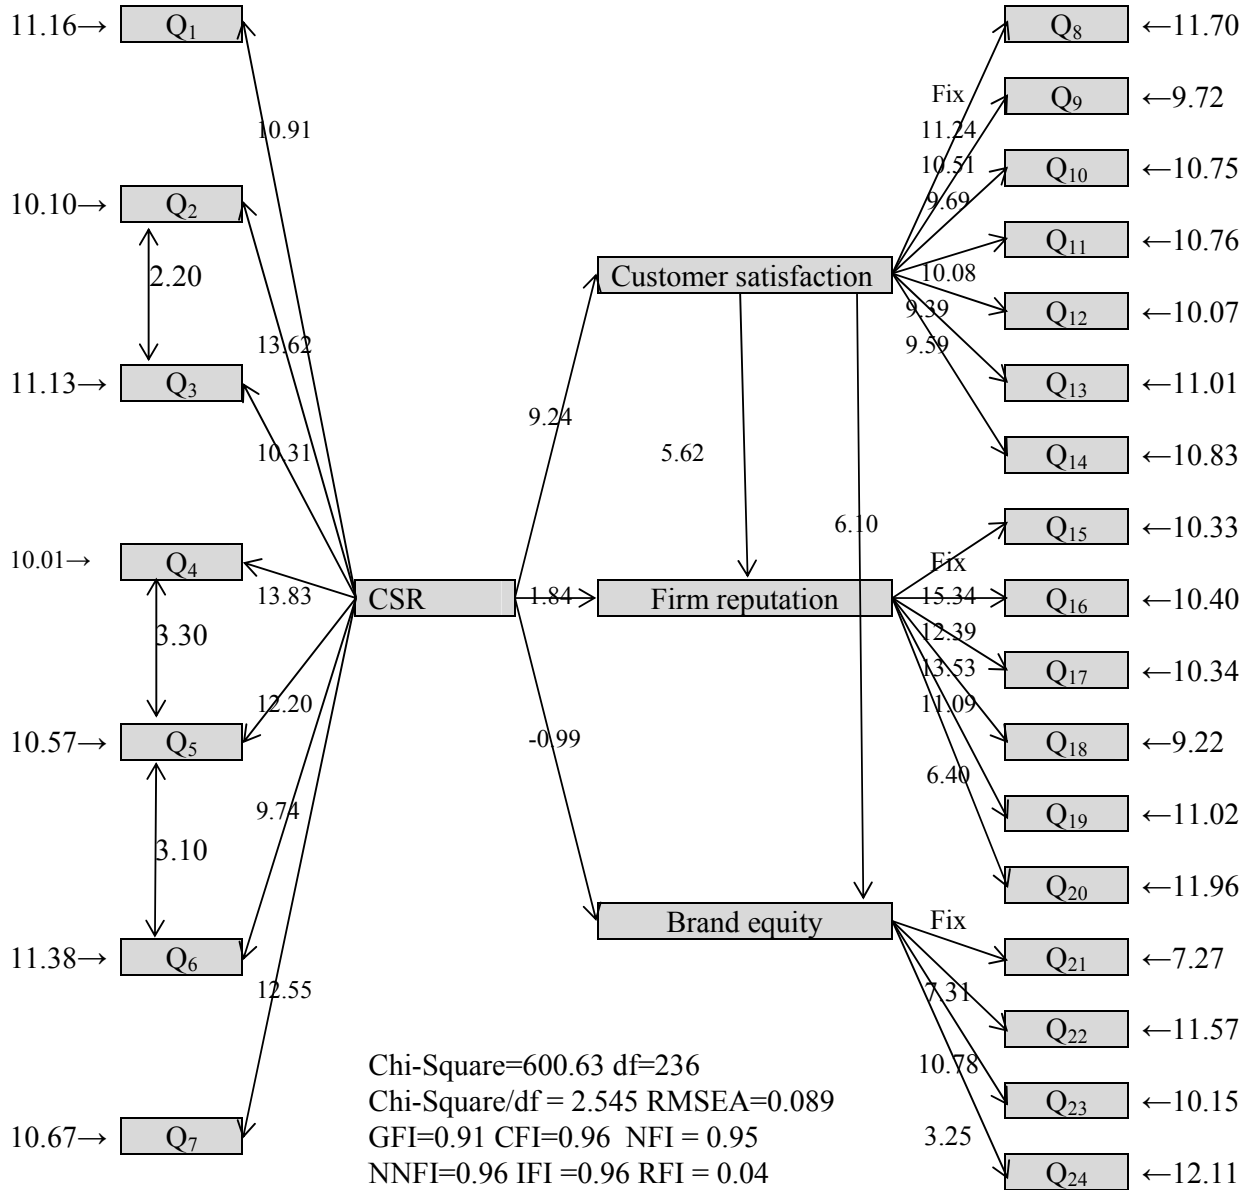 11.16→ Q1
10.91
10.10→ Q2
2.20
13.62
11.13→ Q3
10.31
10.01→ Q4
13.83
3.30
12.20
10.57→ Q5
9.74
3.10
11.38→ Q6
12.55
10.67→ Q7
CSR
9.24
1.84
-0.99
Customer satisfaction
5.62
6.10
Firm reputation
Brand equity
Q8 ←11.70
Fix
Q9 ←9.72
11.24
10.51
Q10 ←10.75
9.69
Q11 ←10.76
10.08
9.39
Q12 ←10.07
9.59
Q13 ←11.01
Q14 ←10.83
Q15 ←10.33
Fix
15.34
Q16 ←10.40
12.39
13.53
Q17 ←10.34
11.09
Q18 ←9.22
6.40
Q19 ←11.02
Q20 ←11.96
Fix
Q21 ←7.27
7.31
Q22 ←11.57
10.78
Q23 ←10.15
3.25
Q24 ←12.11
Chi-Square=600.63 df=236
Chi-Square/df = 2.545 RMSEA=0.089
GFI=0.91 CFI=0.96 NFI = 0.95
NNFI=0.96 IFI =0.96 RFI = 0.04